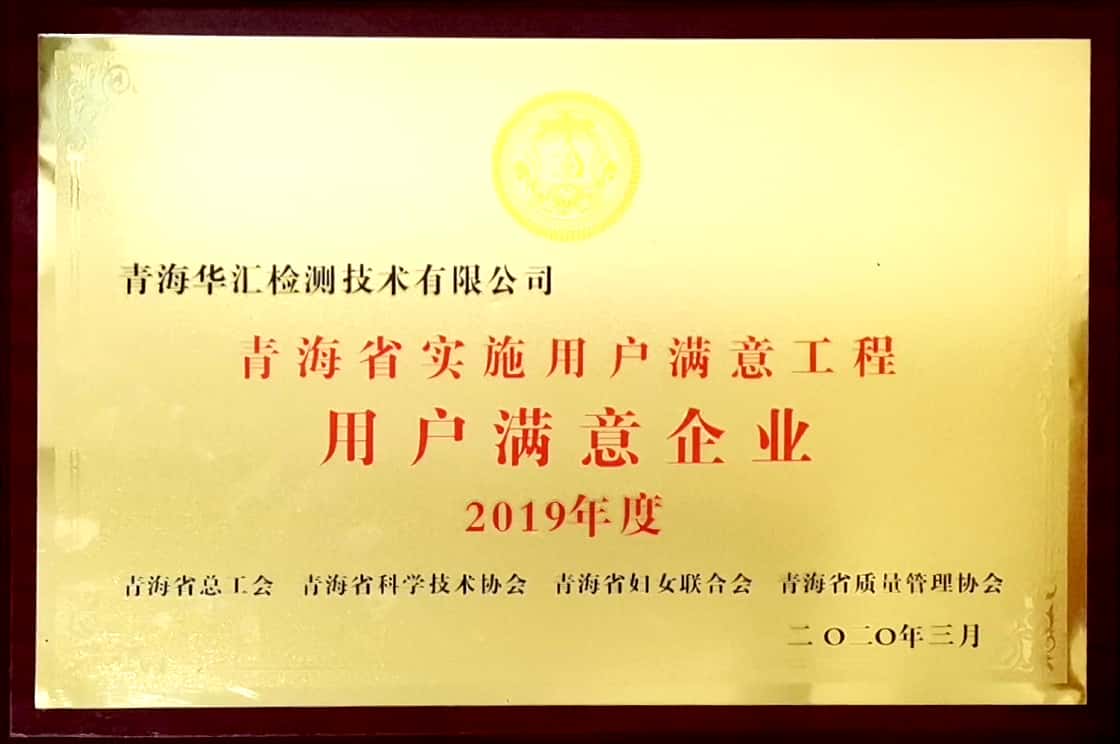 青海华汇检测技术有限公司
青海省实施用户满意工程
用户满意企业
2019年度
青海省总工会 青海省科学技术协会 青海省妇女联合会 青海省质量管理协会
二〇二〇年三月